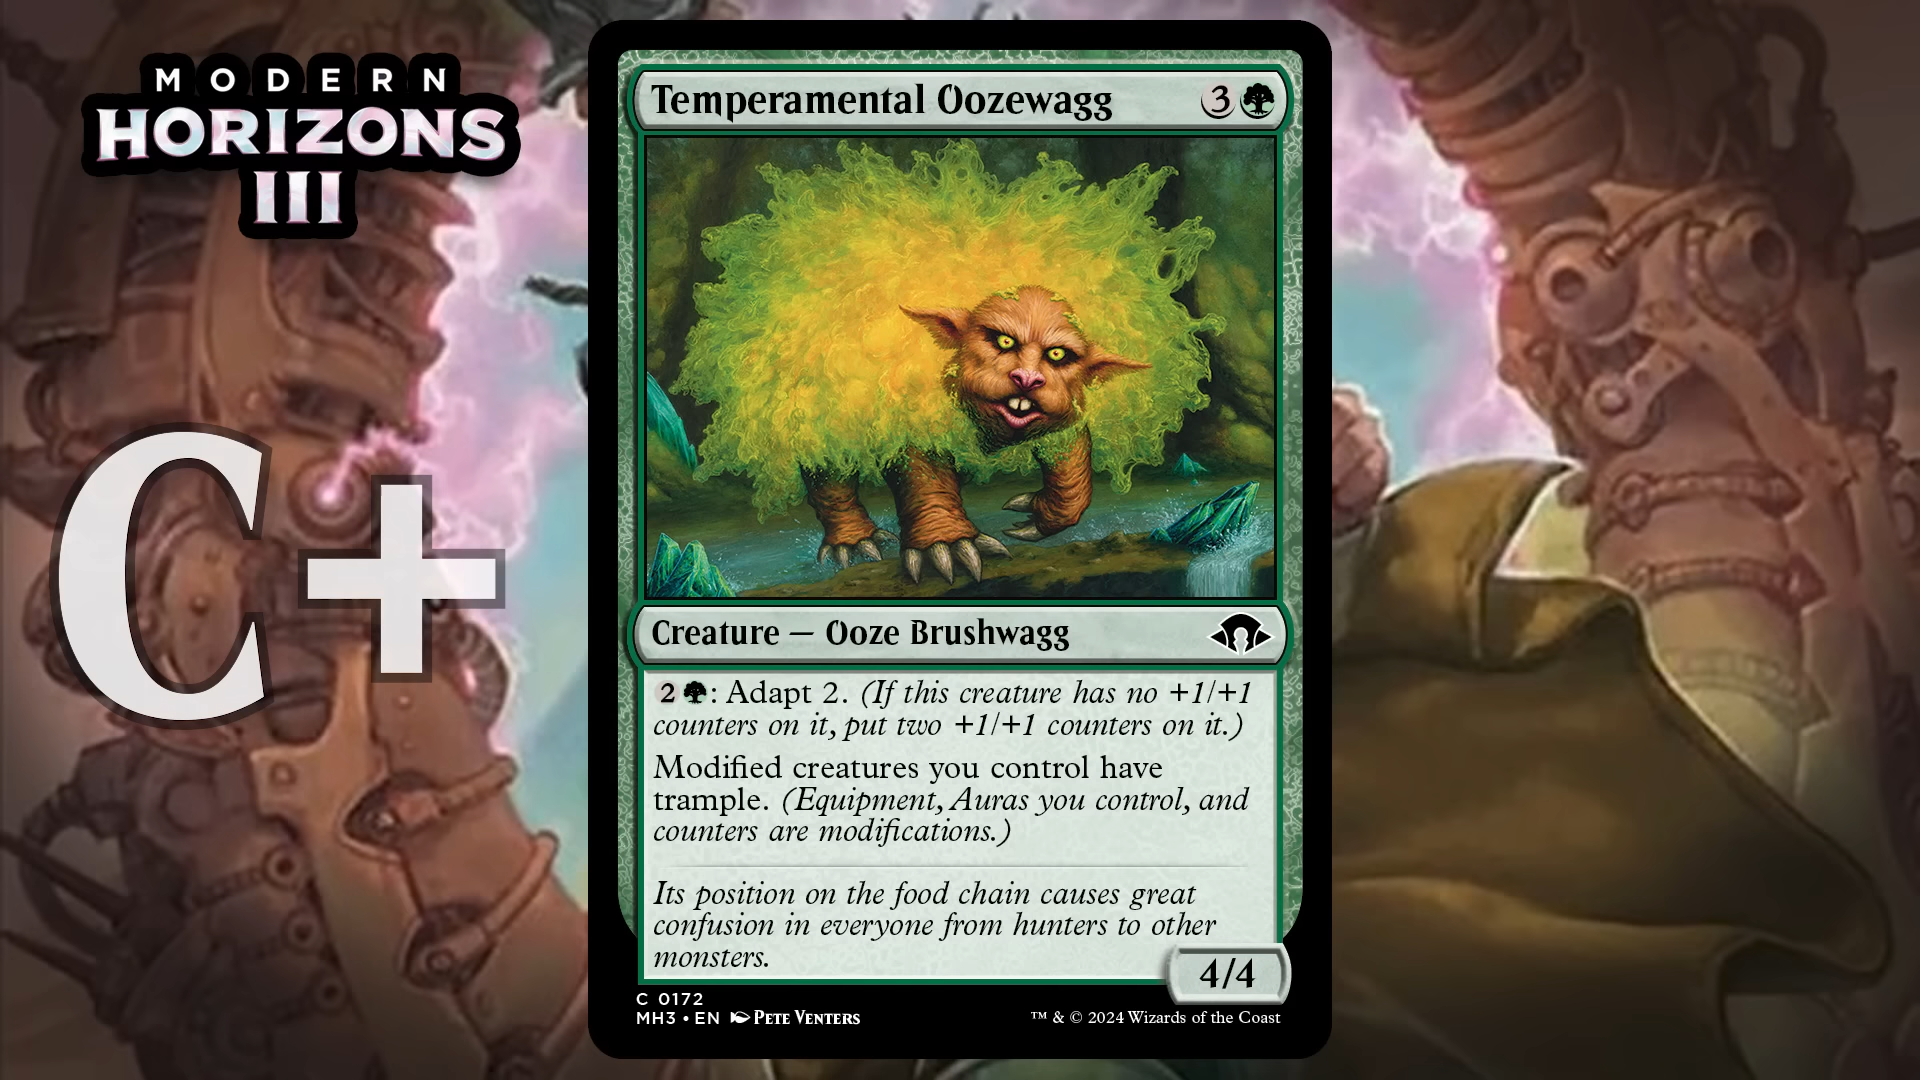 MODERN
HORIZONS
III
C+
Temperamental Oozewagg 3
Creature — Ooze Brushwagg
2: Adapt 2. (If this creature has no +1/+1
counters on it, put two +1/+1 counters on it.)
Modified creatures you control have
trample. (Equipment, Auras you control, and
counters are modifications.)
Its position on the food chain causes great
confusion in everyone from hunters to other
monsters.
4/4
C 0172
MH3 • EN PETE VENTERS
™ & © 2024 Wizards of the Coast